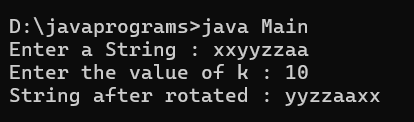 D:\javaprograms>java Main
Enter a String : xxyyzzaa
Enter the value of k : 10
String after rotated : yyzzaaxx